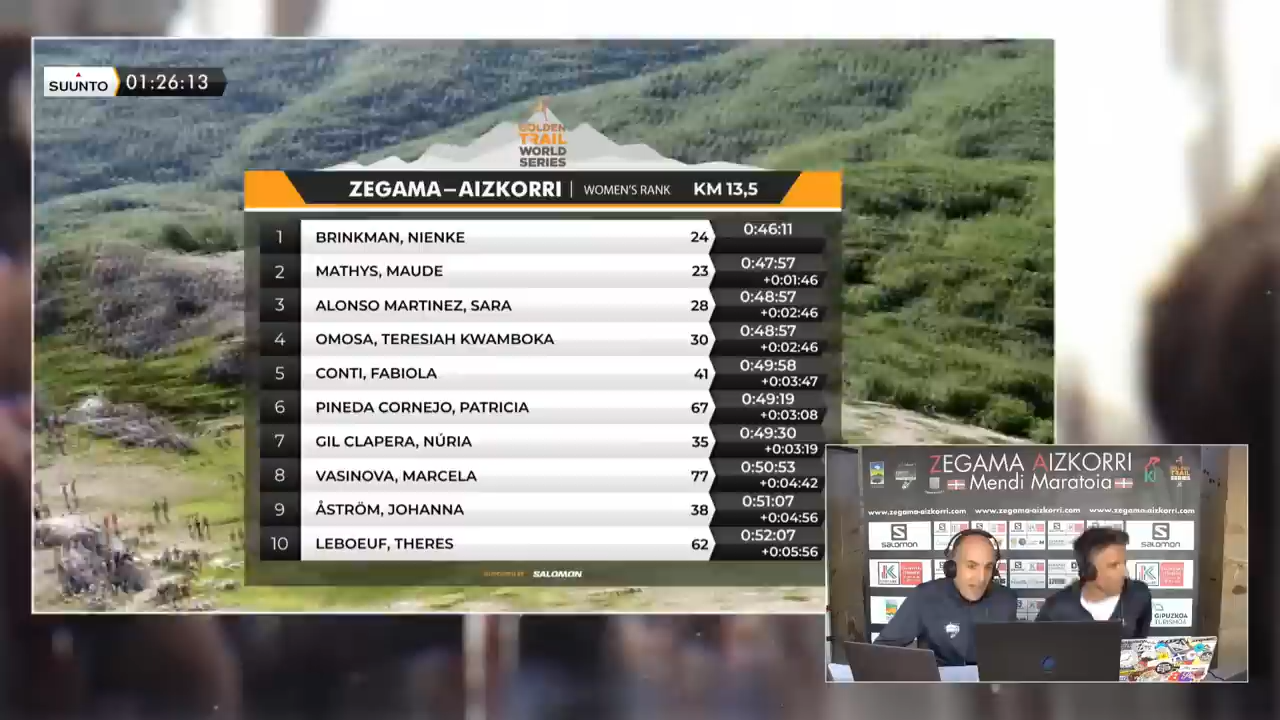 SUUNTO 01:26:13
GOLDEN
TRAIL
WORLD
SERIES
ZEGAMA–AIZKORRI | WOMEN'S RANK KM 13,5
1 BRINKMAN, NIENKE 24 0:46:11
2 MATHYS, MAUDE 23 0:47:57
+0:01:46
3 ALONSO MARTINEZ, SARA 28 0:48:57
+0:02:46
4 OMOSA, TERESIAH KWAMBOKA 30 0:48:57
+0:02:46
5 CONTI, FABIOLA 41 0:49:58
+0:03:47
6 PINEDA CORNEJO, PATRICIA 67 0:49:19
+0:03:08
7 GIL CLAPERA, NÚRIA 35 0:49:30
+0:03:19
8 VASINOVA, MARCELA 77 0:50:53
+0:04:42
9 ÅSTRÖM, JOHANNA 38 0:51:07
+0:04:56
10 LEBOEUF, THERES 62 0:52:07
+0:05:56
SALOMON
ZEGAMA AIZKORRI
Mendi Maratoia
www.zegama-aizkorri.com www.zegama-aizkorri.com www.zegama-aizkorri.com
SALOMON SALOMON
GIPUZKOA